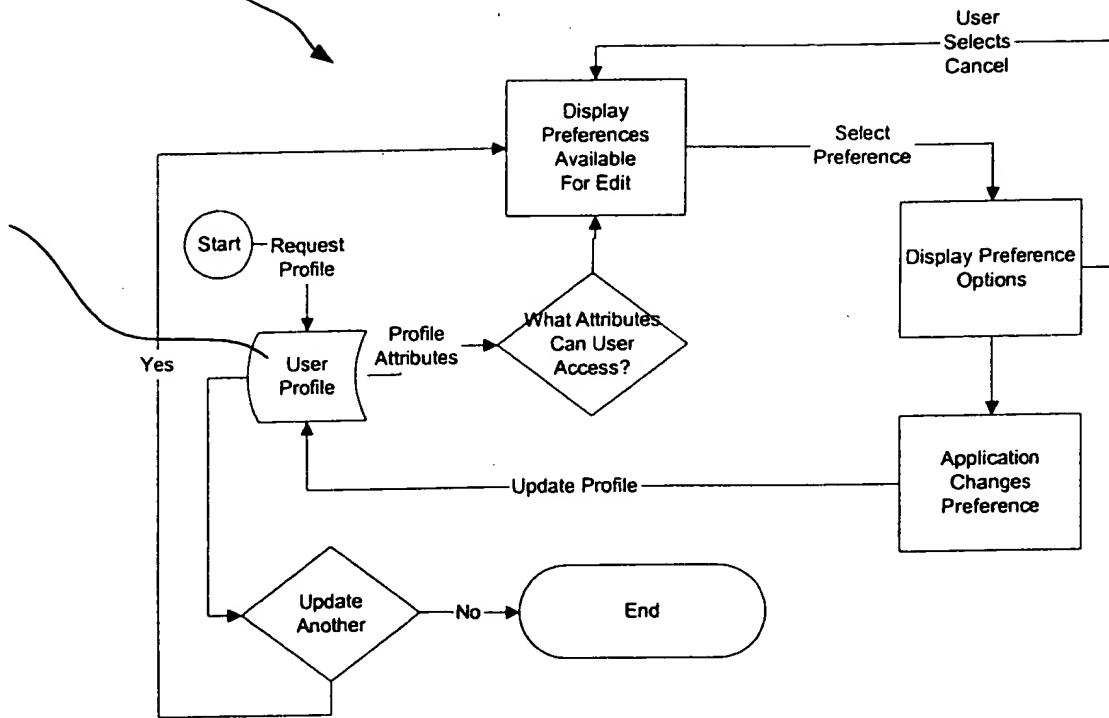 User
Selects
Cancel
Display
Preferences
Available
For Edit
Select
Preference
Start
Request
Profile
Display Preference
Options
What Attributes
Can User
Access?
Profile
Attributes
User
Profile
Yes
Application
Changes
Preference
Update Profile
Update
Another
No
End